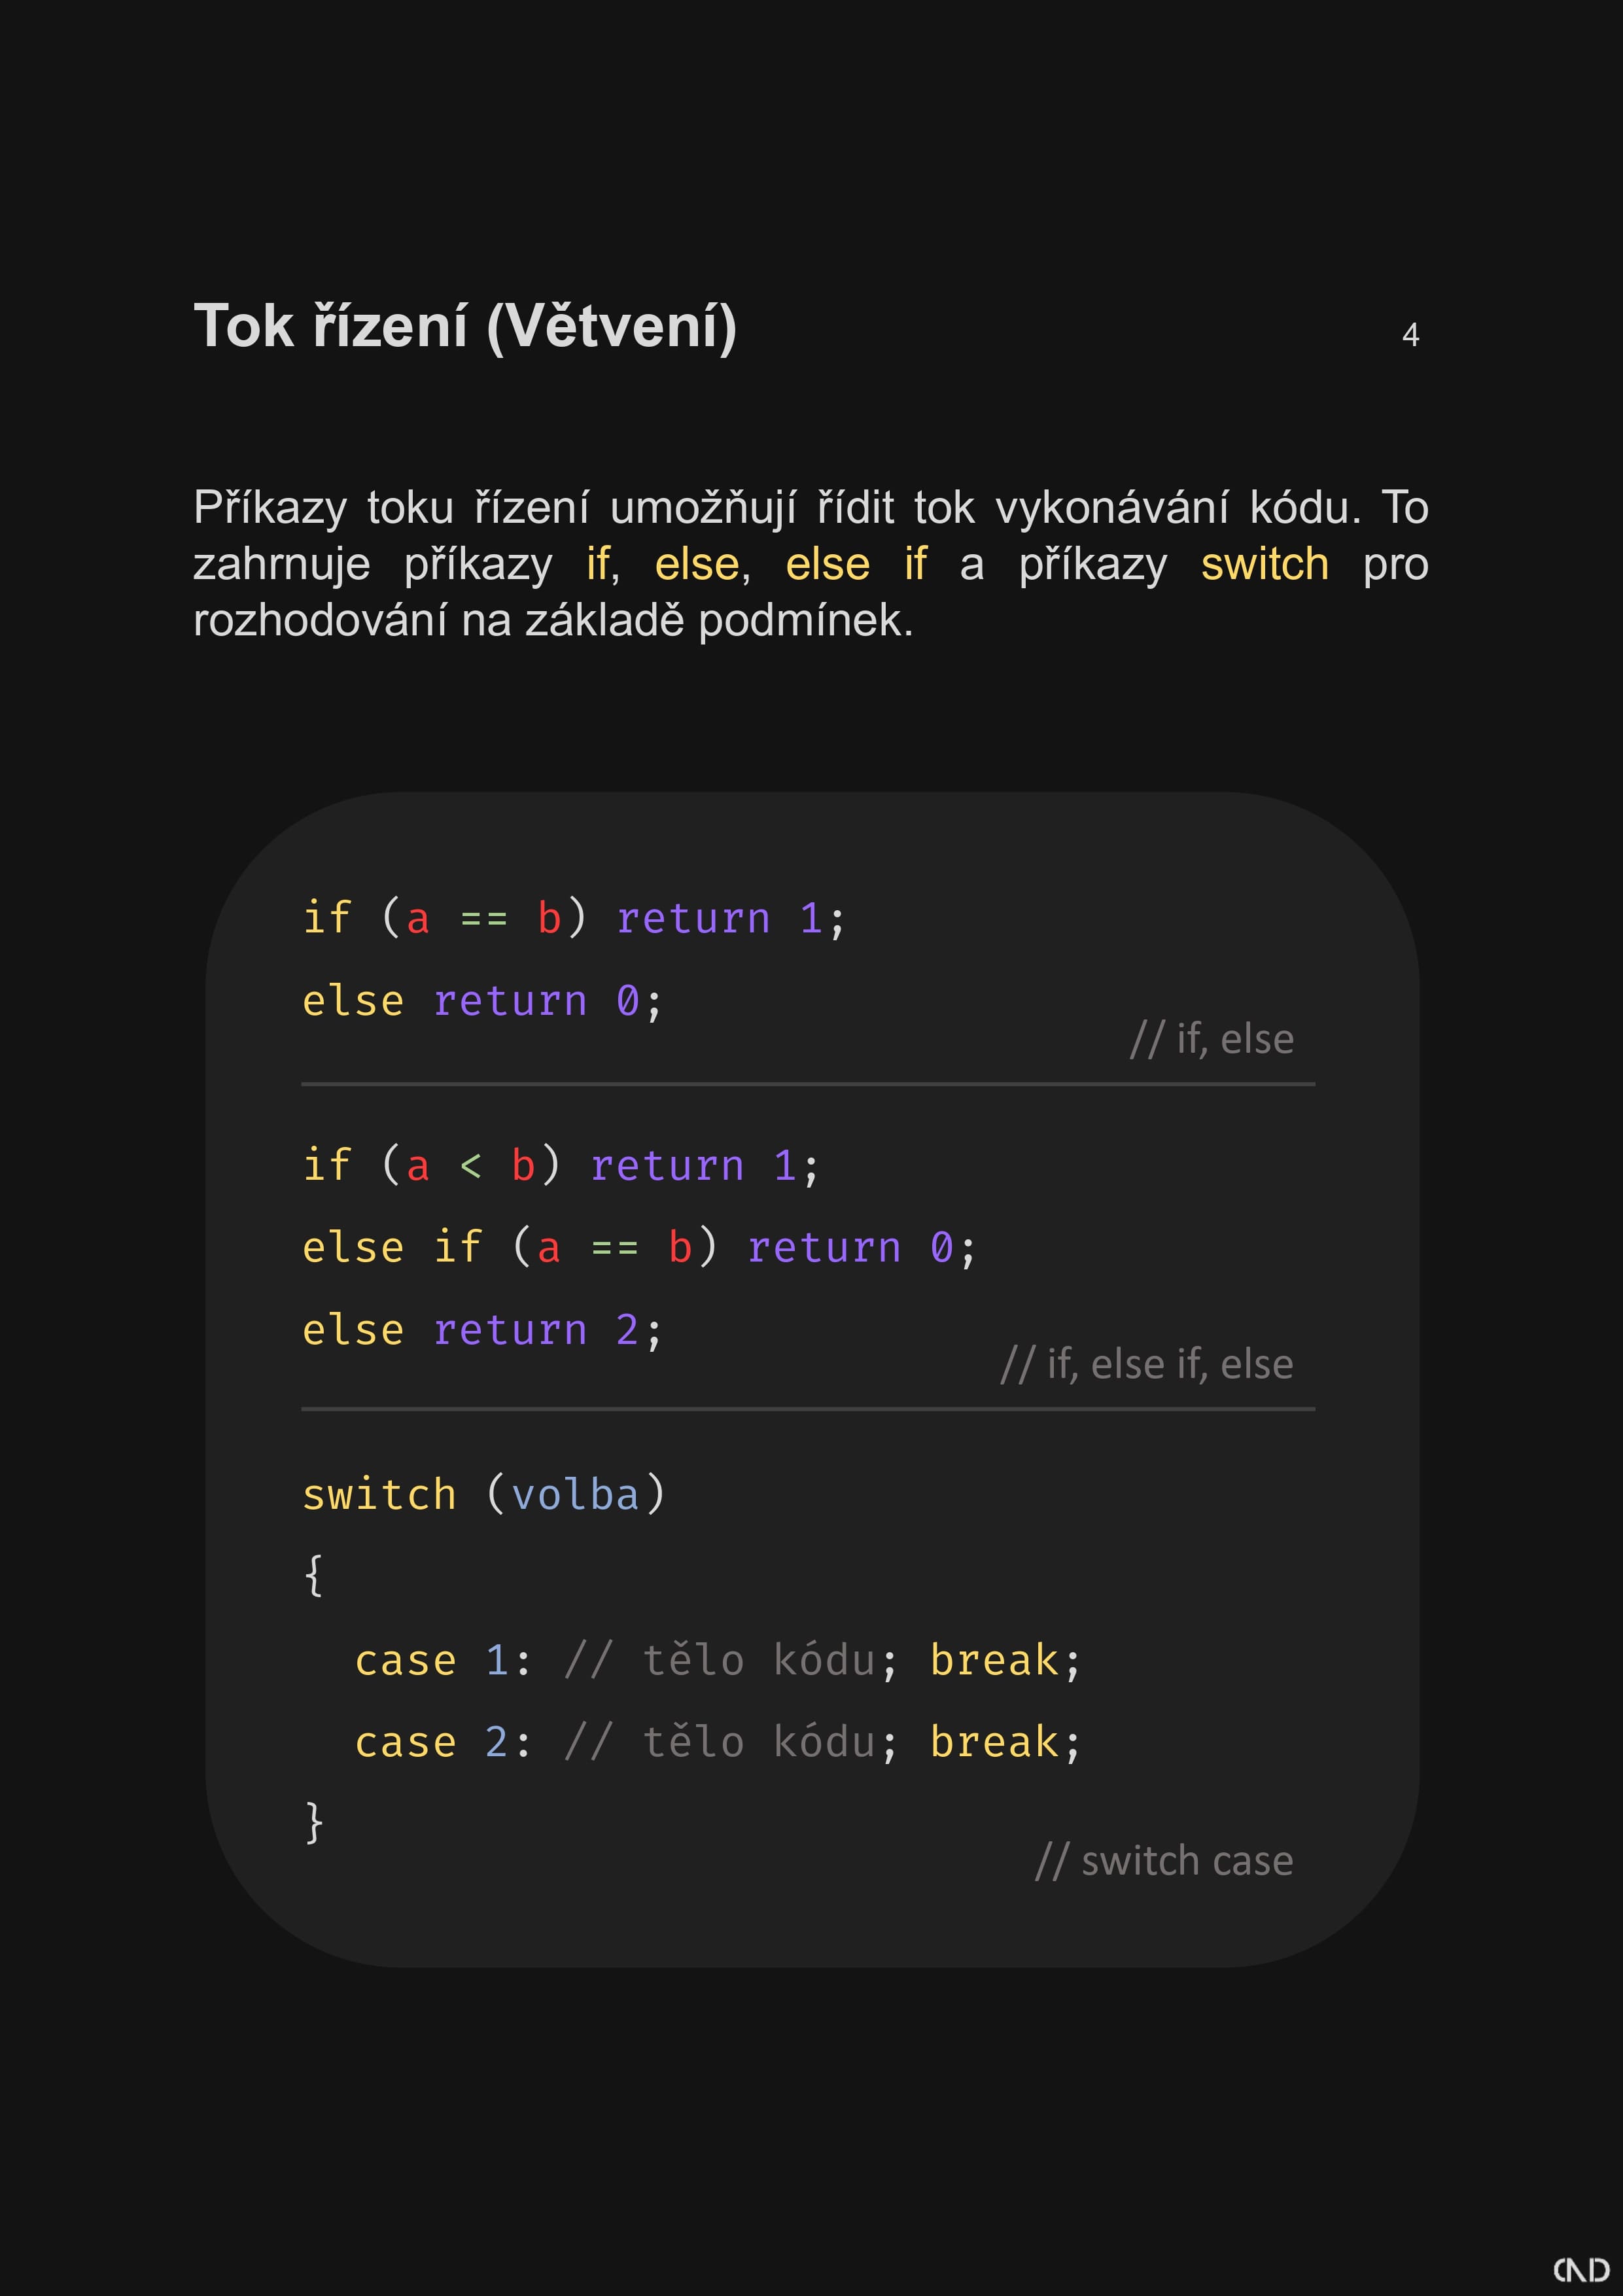 Tok řízení (Větvení) 4
Příkazy toku řízení umožňují řídit tok vykonávání kódu. To
zahrnuje příkazy if, else, else if a příkazy switch pro
rozhodování na základě podmínek.
if (a == b) return 1;
else return 0;
// if, else
if (a < b) return 1;
else if (a == b) return 0;
else return 2;
// if, else if, else
switch (volba)
{
case 1: // tělo kódu; break;
case 2: // tělo kódu; break;
}
// switch case